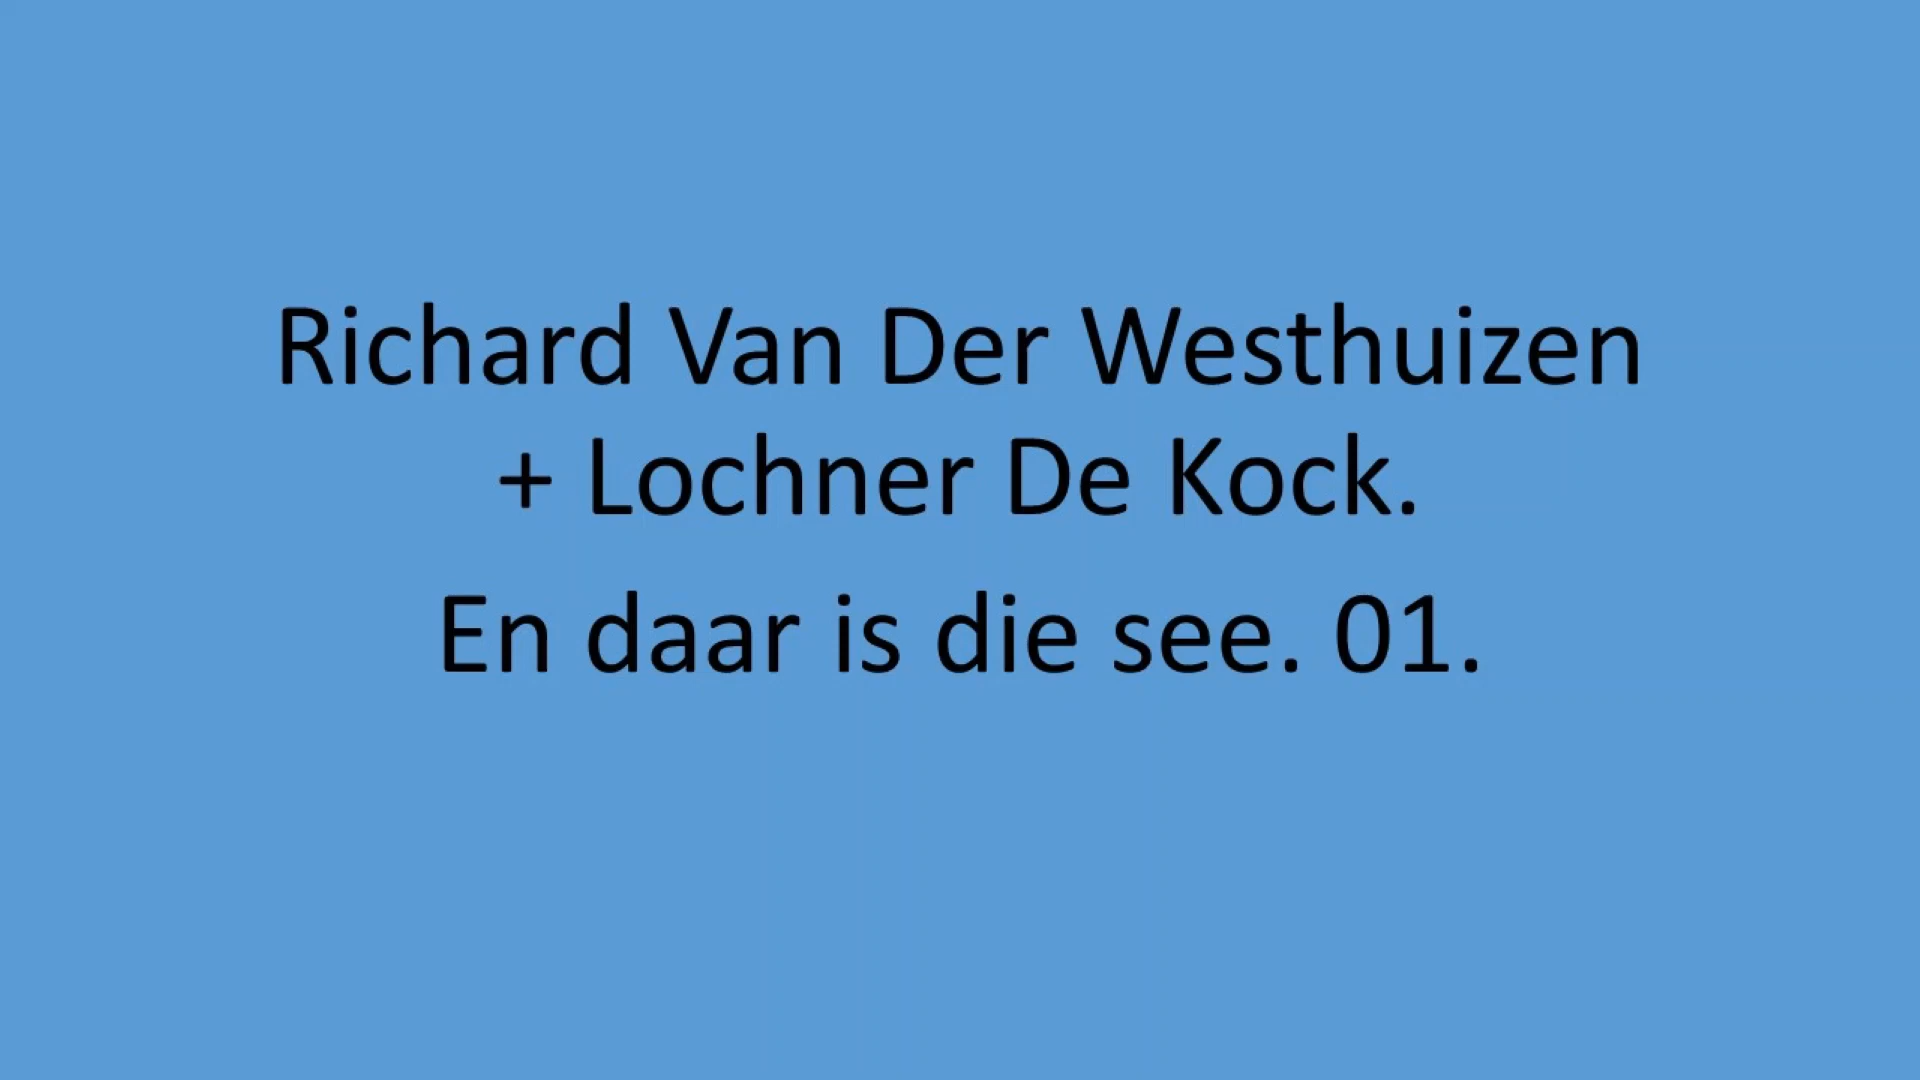 Richard Van Der Westhuizen
+ Lochner De Kock.
En daar is die see. 01.